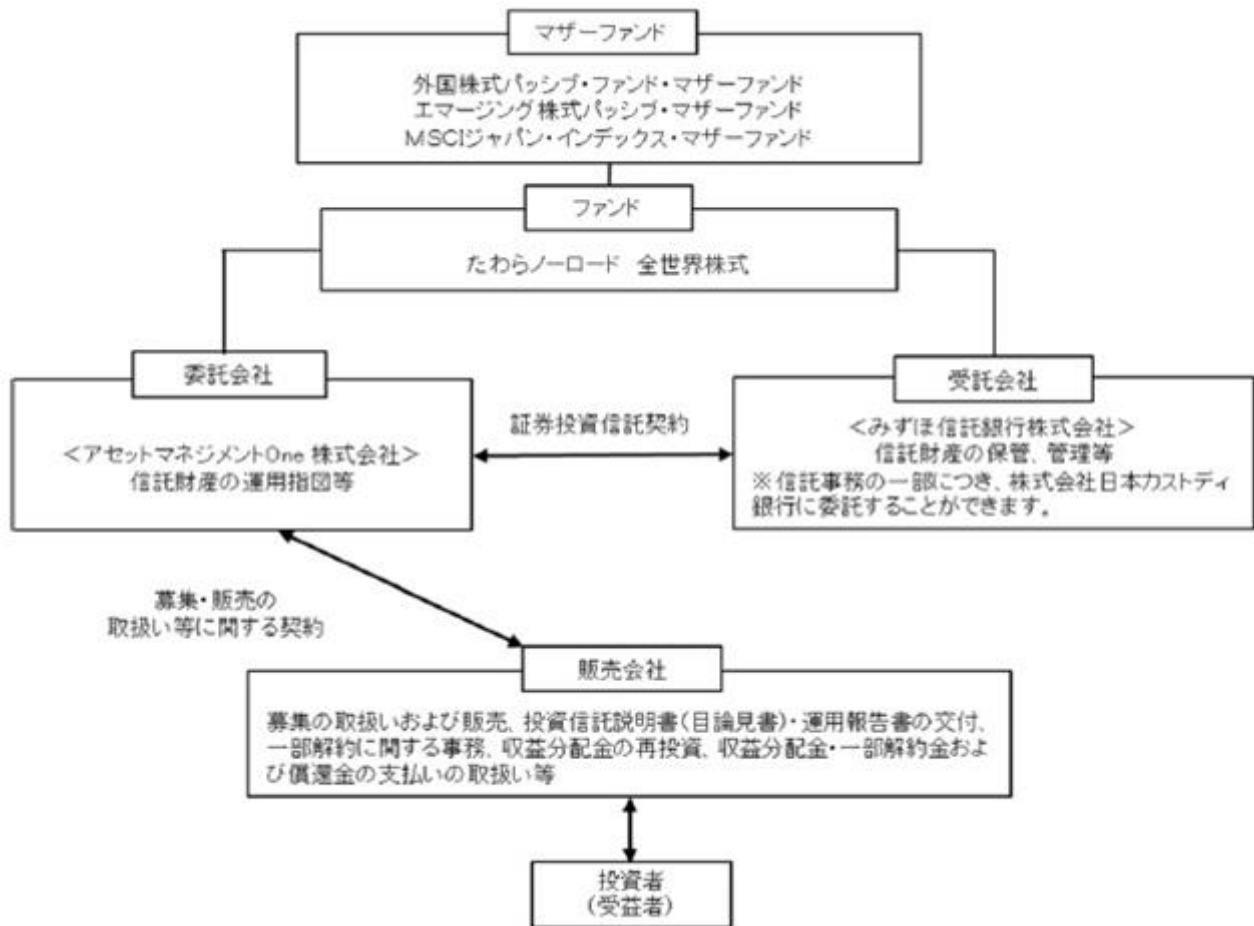 マザーファンド
外国株式パッシブ・ファンド・マザーファンド
エマージング株式パッシブ・マザーファンド
MSCIジャパン・インデックス・マザーファンド
ファンド
たわらノーロード 全世界株式
委託会社
<アセットマネジメントOne 株式会社>
信託財産の運用指図等
証券投資信託契約
受託会社
<みずほ信託銀行株式会社>
信託財産の保管、管理等
※信託事務の一部につき、株式会社日本カストディ
銀行に委託することができます。
募集・販売の
取扱い等に関する契約
販売会社
募集の取扱いおよび販売、投資信託説明書(目論見書)・運用報告書の交付、
一部解約に関する事務、収益分配金の再投資、収益分配金・一部解約金およ
び償還金の支払いの取扱い等
投資者
(受益者)